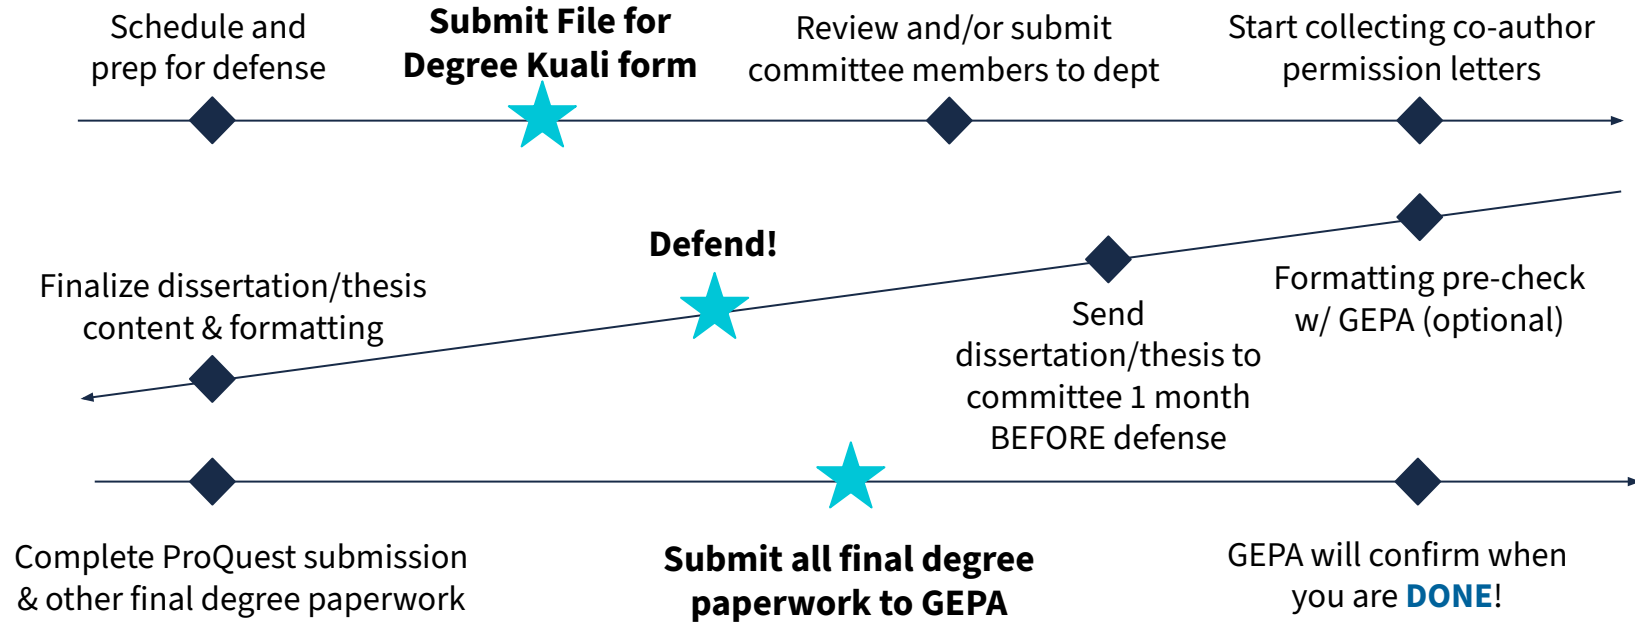 Schedule and
prep for defense
Submit File for
Degree Kuali form
Review and/or submit
committee members to dept
Start collecting co-author
permission letters
Formatting pre-check
w/ GEPA (optional)
Send
dissertation/thesis to
committee 1 month
BEFORE defense
Defend!
Finalize dissertation/thesis
content & formatting
Complete ProQuest submission
& other final degree paperwork
Submit all final degree
paperwork to GEPA
GEPA will confirm when
you are DONE!